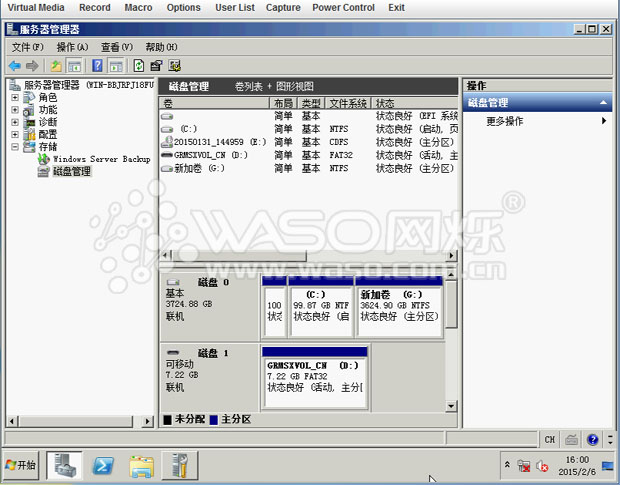 Virtual Media Record Macro Options User List Capture Power Control Exit
服务器管理器
文件(F) 操作(A) 查看(V) 帮助(H)
服务器管理器 (WIN-BBJRPJ18FU
角色
功能
诊断
配置
存储
Windows Server Backup
磁盘管理
磁盘管理 卷列表 + 图形视图
卷 布局 类型 文件系统 状态
简单 基本 状态良好 (EFI 系统
(C:) 简单 基本 NTFS 状态良好 (启动, 页
20150131_144959 (E:) 简单 基本 CDFS 状态良好 (主分区)
GRMSXVOL_CN (D:) 简单 基本 FAT32 状态良好 (活动, 主
新加卷 (G:) 简单 基本 NTFS 状态良好 (主分区)
操作
磁盘管理
更多操作
WASO网烁®
www.waso.com.cn
磁盘 0
基本
3724.88 GB
联机
100
状态
(C:)
99.87 GB NTF
状态良好 (启
新加卷 (G:)
3624.90 GB NTFS
状态良好 (主分区)
磁盘 1
可移动
7.22 GB
联机
GRMSXVOL_CN (D:)
7.22 GB FAT32
状态良好 (活动, 主分区
未分配 主分区
CH
开始
16:00
2015/2/6